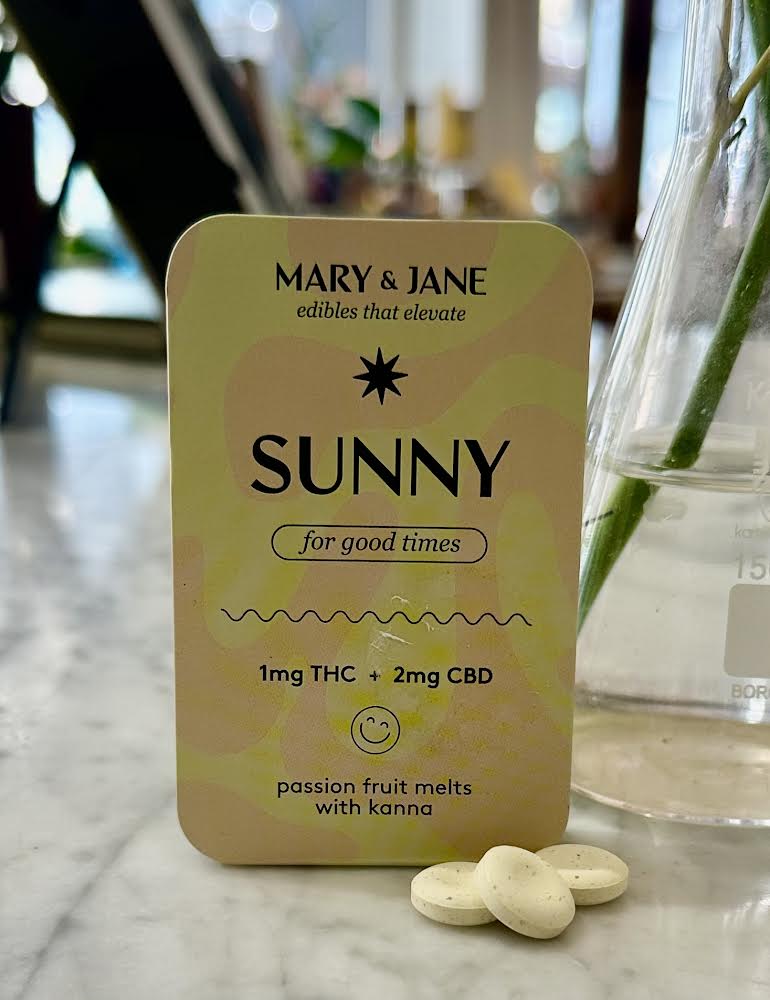 MARY & JANE
edibles that elevate
SUNNY
for good times
1mg THC + 2mg CBD
passion fruit melts
with kanna